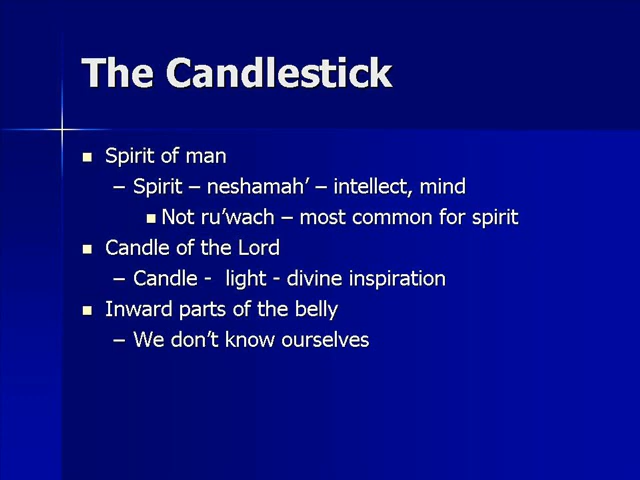 The Candlestick
Spirit of man
– Spirit – neshamah’ – intellect, mind
Not ru’wach – most common for spirit
Candle of the Lord
– Candle - light - divine inspiration
Inward parts of the belly
– We don’t know ourselves